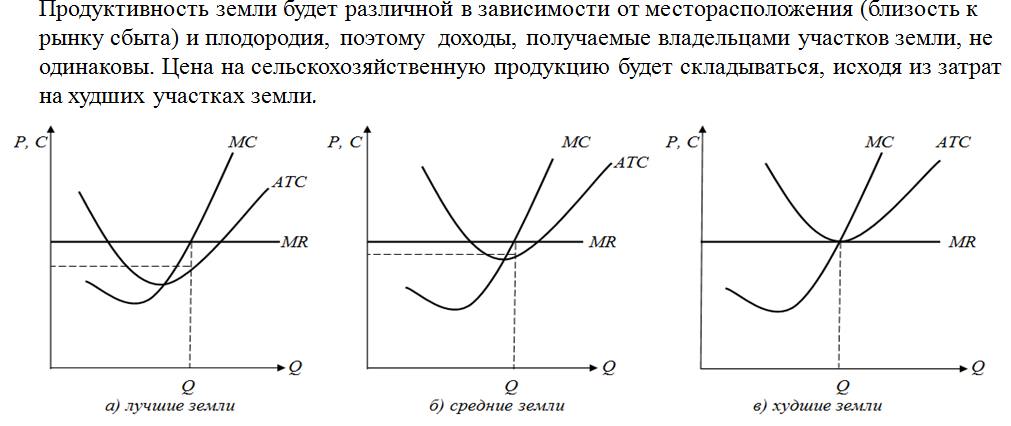 Продуктивность земли будет различной в зависимости от месторасположения (близость к
рынку сбыта) и плодородия, поэтому доходы, получаемые владельцами участков земли, не
одинаковы. Цена на сельскохозяйственную продукцию будет складываться, исходя из затрат
на худших участках земли.
P, C
MC
ATC
MR
Q
Q
а) лучшие земли
P, C
MC
ATC
MR
Q
Q
б) средние земли
P, C
MC
ATC
MR
Q
Q
в) худшие земли